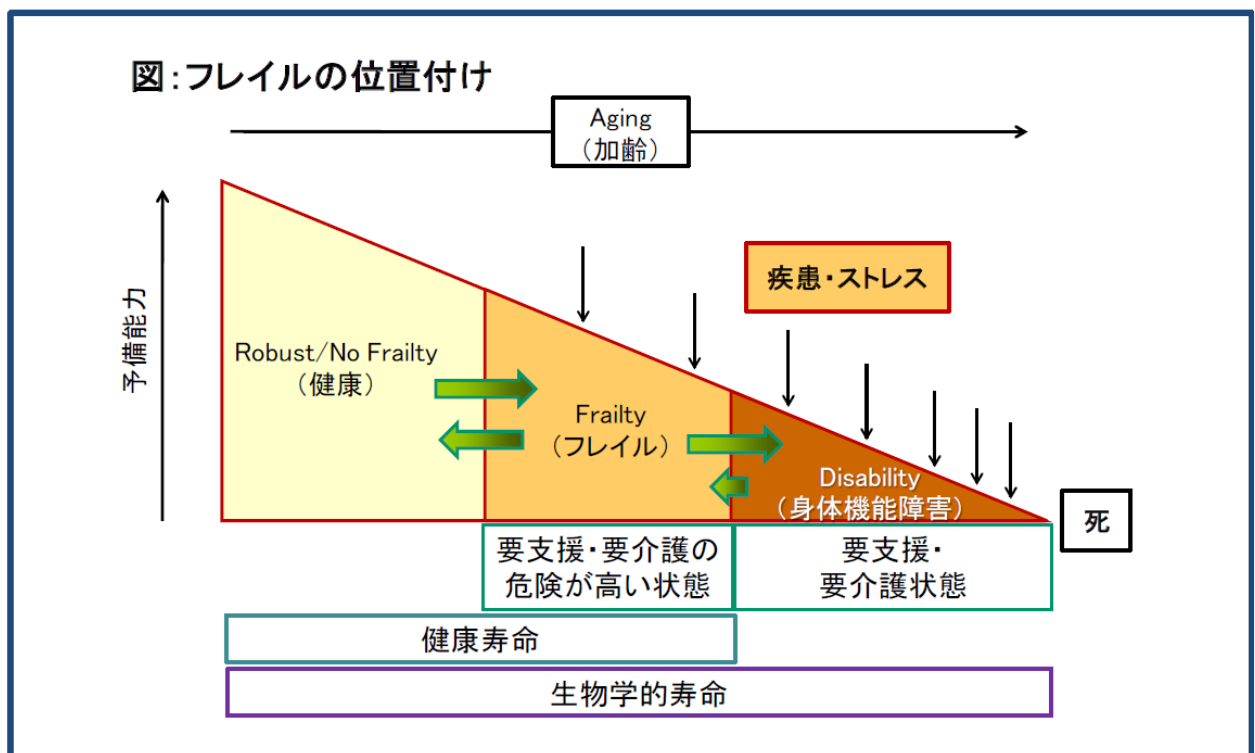 図：フレイルの位置付け
Aging
（加齢）
予備能力
疾患・ストレス
Robust/No Frailty
（健康）
Frailty
（フレイル）
Disability
（身体機能障害）
死
要支援・要介護の
危険が高い状態
要支援・
要介護状態
健康寿命
生物学的寿命